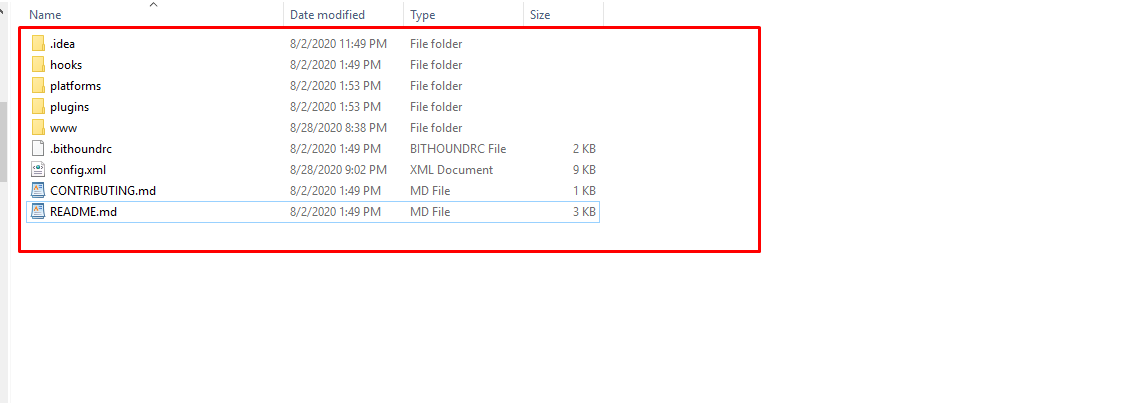 Name Date modified Type Size
.idea 8/2/2020 11:49 PM File folder
hooks 8/2/2020 1:49 PM File folder
platforms 8/2/2020 1:53 PM File folder
plugins 8/2/2020 1:53 PM File folder
www 8/28/2020 8:38 PM File folder
.bithoundrc 8/2/2020 1:49 PM BITHOUNDRC File 2 KB
config.xml 8/28/2020 9:02 PM XML Document 9 KB
CONTRIBUTING.md 8/2/2020 1:49 PM MD File 1 KB
README.md 8/2/2020 1:49 PM MD File 3 KB